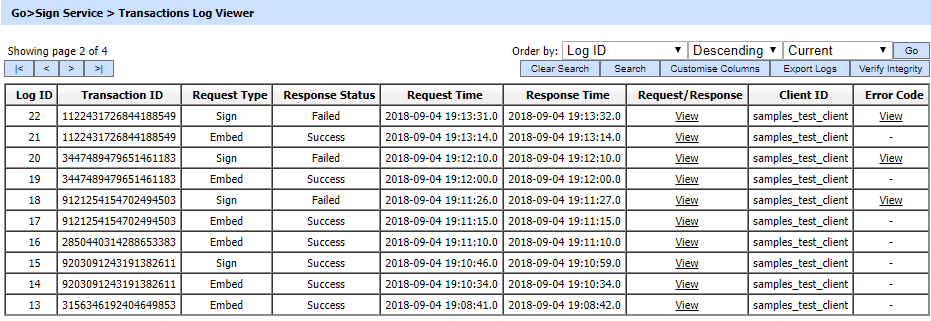 Go>Sign Service > Transactions Log Viewer
Showing page 2 of 4
Order by: Log ID Descending Current Go
|< < > >| Clear Search Search Customise Columns Export Logs Verify Integrity
Log ID Transaction ID Request Type Response Status Request Time Response Time Request/Response Client ID Error Code
22 1122431726844188549 Sign Failed 2018-09-04 19:13:31.0 2018-09-04 19:13:32.0 View samples_test_client View
21 1122431726844188549 Embed Success 2018-09-04 19:13:14.0 2018-09-04 19:13:14.0 View samples_test_client -
20 3447489479651461183 Sign Failed 2018-09-04 19:12:10.0 2018-09-04 19:12:10.0 View samples_test_client View
19 3447489479651461183 Embed Success 2018-09-04 19:12:00.0 2018-09-04 19:12:00.0 View samples_test_client -
18 9121254154702494503 Sign Failed 2018-09-04 19:11:26.0 2018-09-04 19:11:27.0 View samples_test_client View
17 9121254154702494503 Embed Success 2018-09-04 19:11:15.0 2018-09-04 19:11:15.0 View samples_test_client -
16 2850440314288653383 Embed Success 2018-09-04 19:11:10.0 2018-09-04 19:11:10.0 View samples_test_client -
15 9203091243191382611 Sign Success 2018-09-04 19:10:46.0 2018-09-04 19:10:59.0 View samples_test_client -
14 9203091243191382611 Embed Success 2018-09-04 19:10:34.0 2018-09-04 19:10:34.0 View samples_test_client -
13 3156346192404649853 Embed Success 2018-09-04 19:08:41.0 2018-09-04 19:08:42.0 View samples_test_client -